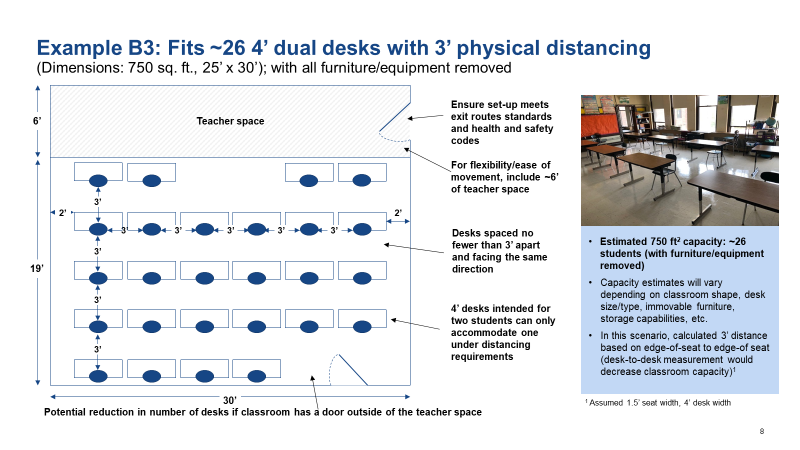 Example B3: Fits ~26 4’ dual desks with 3’ physical distancing
(Dimensions: 750 sq. ft., 25’ x 30’); with all furniture/equipment removed
6’
Teacher space
Ensure set-up meets
exit routes standards
and health and safety
codes
For flexibility/ease of
movement, include ~6’
of teacher space
3’
2’
2’
3’
3’
3’
3’
3’
3’
Desks spaced no
fewer than 3’ apart
and facing the same
direction
19’
3’
4’ desks intended for
two students can only
accommodate one
under distancing
requirements
3’
30’
Potential reduction in number of desks if classroom has a door outside of the teacher space
• Estimated 750 ft² capacity: ~26
students (with furniture/equipment
removed)
• Capacity estimates will vary
depending on classroom shape, desk
size/type, immovable furniture,
storage capabilities, etc.
• In this scenario, calculated 3’ distance
based on edge-of-seat to edge-of seat
(desk-to-desk measurement would
decrease classroom capacity)¹
¹ Assumed 1.5’ seat width, 4’ desk width
8